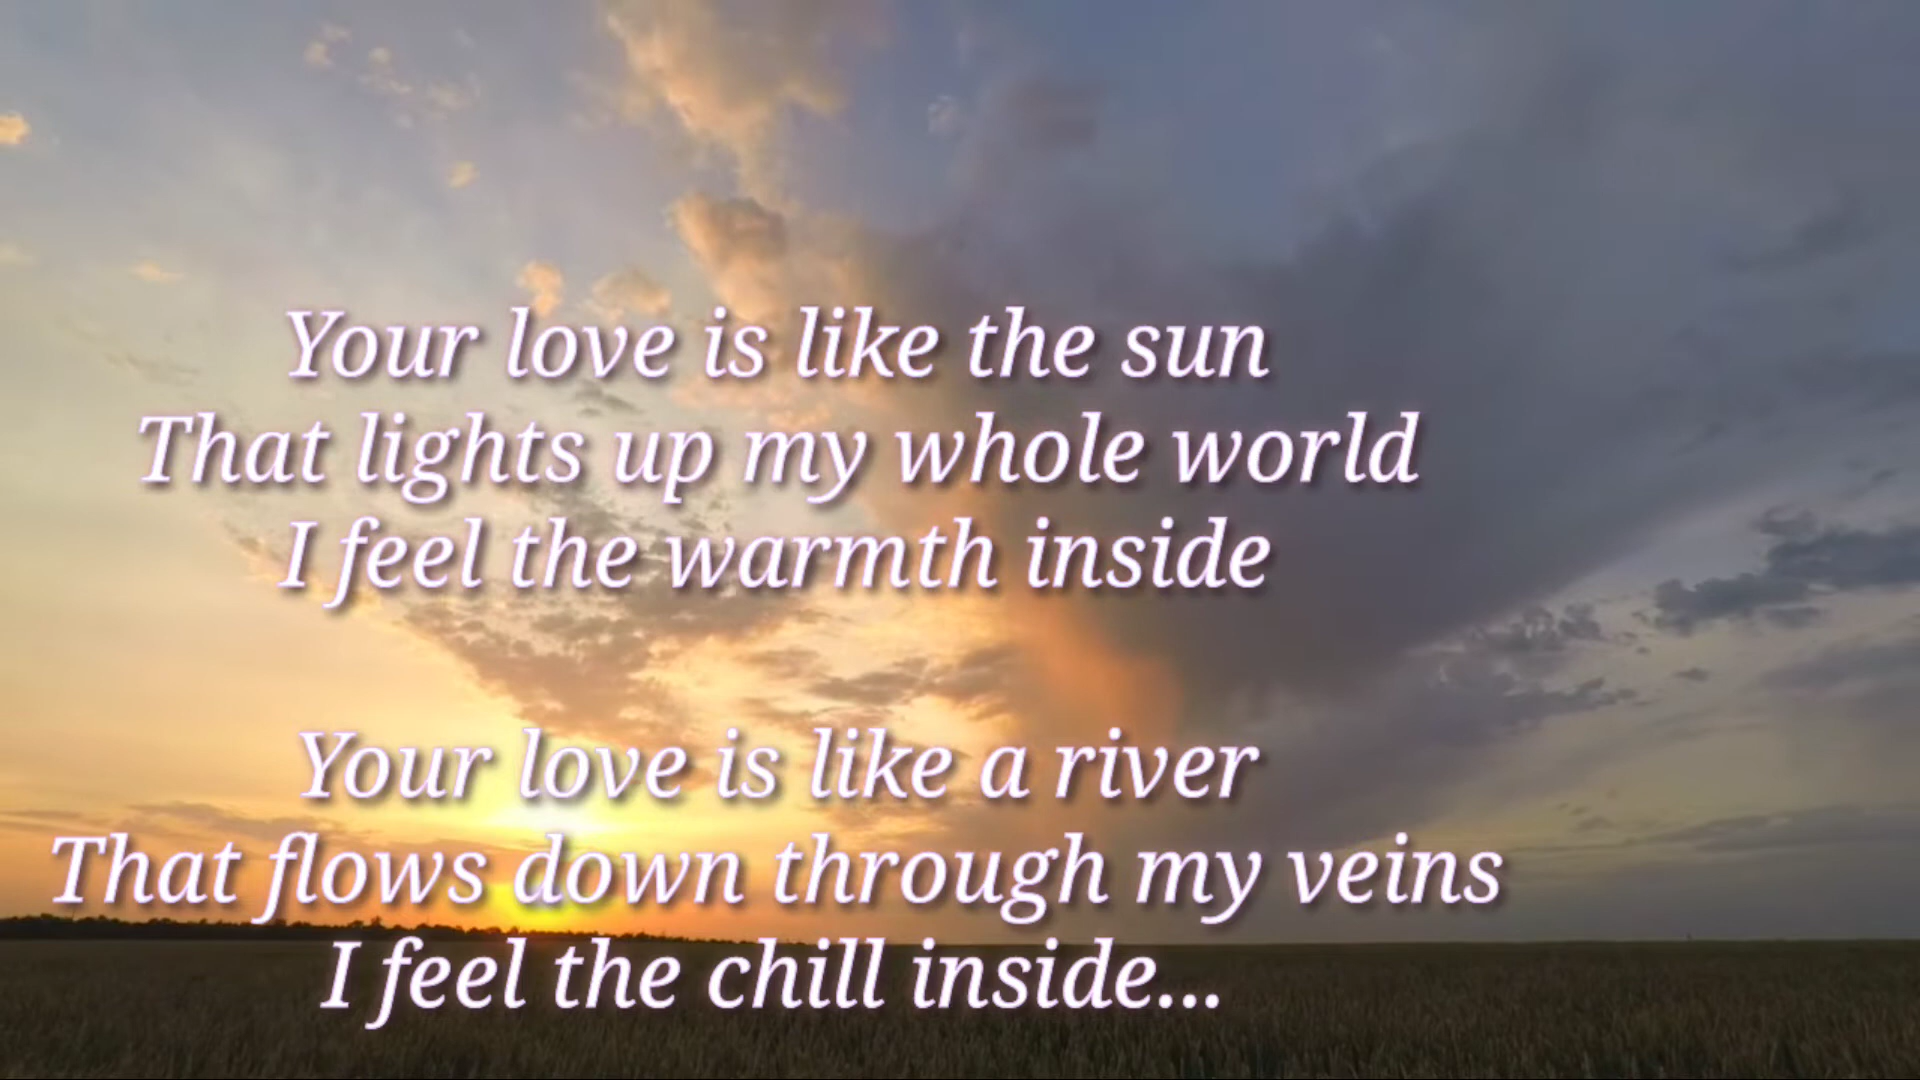 Your love is like the sun
That lights up my whole world
I feel the warmth inside
Your love is like a river
That flows down through my veins
I feel the chill inside...